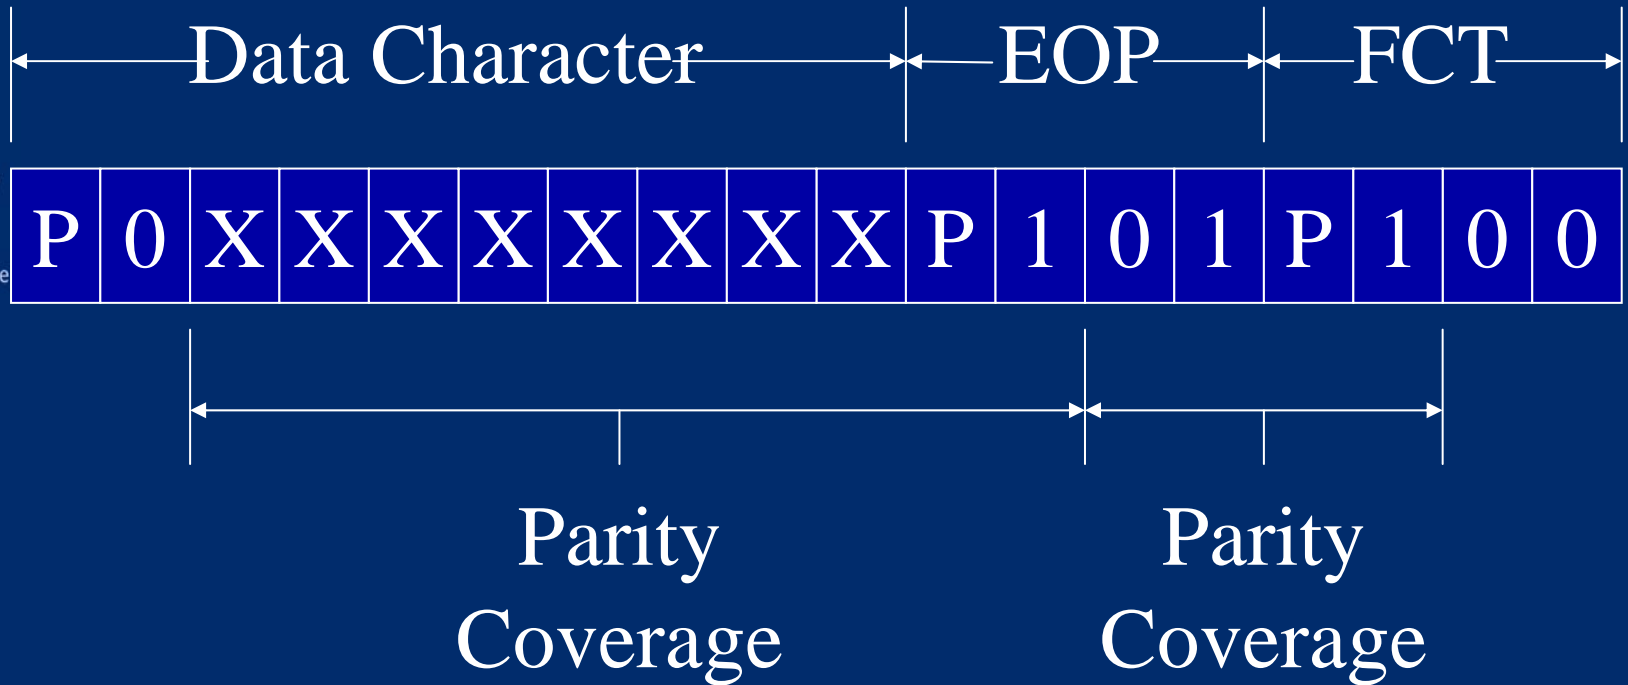 Data Character EOP FCT
P 0 X X X X X X X X P 1 0 1 P 1 0 0
Parity Parity
Coverage Coverage